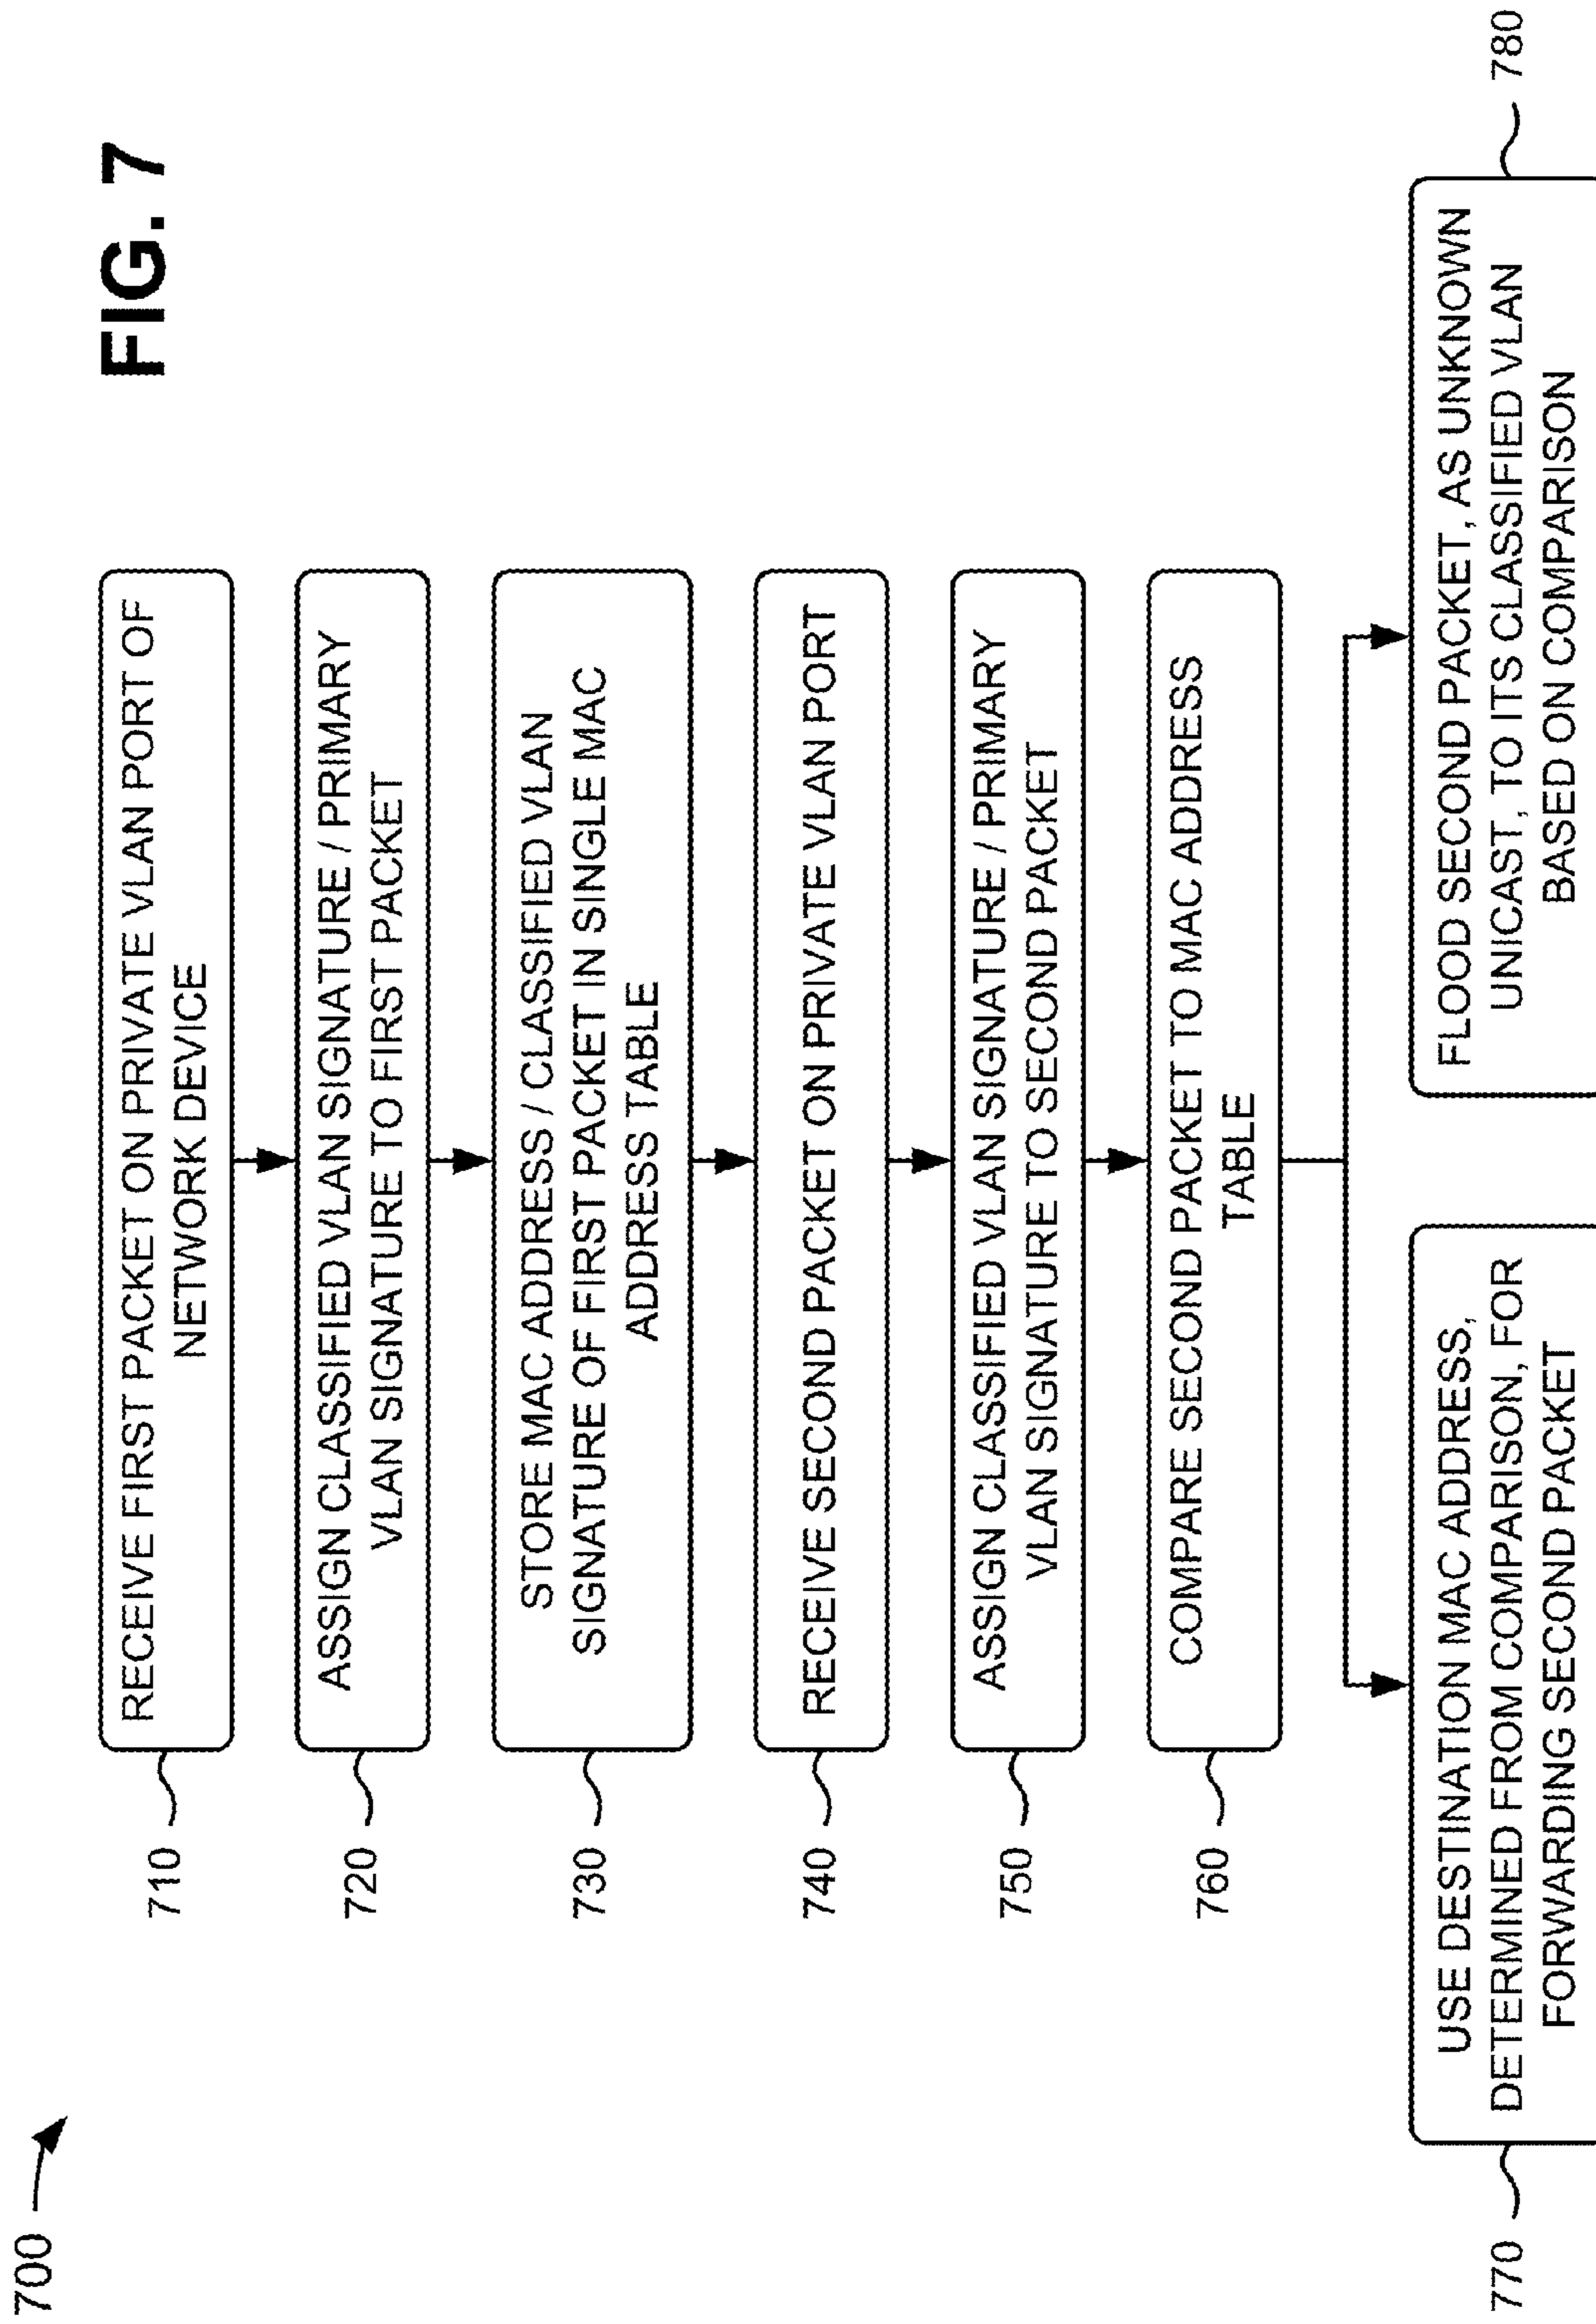 700
FIG. 7
710
RECEIVE FIRST PACKET ON PRIVATE VLAN PORT OF
NETWORK DEVICE
720
ASSIGN CLASSIFIED VLAN SIGNATURE / PRIMARY
VLAN SIGNATURE TO FIRST PACKET
730
STORE MAC ADDRESS / CLASSIFIED VLAN
SIGNATURE OF FIRST PACKET IN SINGLE MAC
ADDRESS TABLE
740
RECEIVE SECOND PACKET ON PRIVATE VLAN PORT
750
ASSIGN CLASSIFIED VLAN SIGNATURE / PRIMARY
VLAN SIGNATURE TO SECOND PACKET
760
COMPARE SECOND PACKET TO MAC ADDRESS
TABLE
770
USE DESTINATION MAC ADDRESS,
DETERMINED FROM COMPARISON, FOR
FORWARDING SECOND PACKET
780
FLOOD SECOND PACKET, AS UNKNOWN
UNICAST, TO ITS CLASSIFIED VLAN
BASED ON COMPARISON